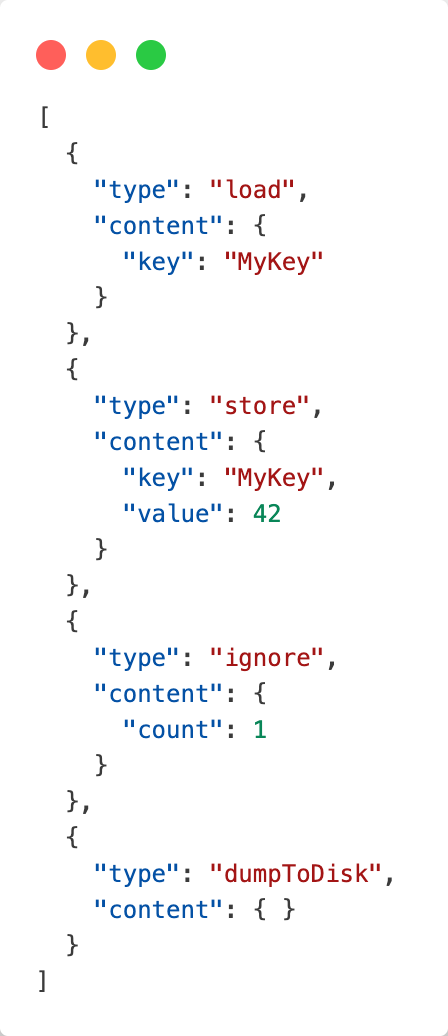 [
  {
    "type": "load",
    "content": {
      "key": "MyKey"
    }
  },
  {
    "type": "store",
    "content": {
      "key": "MyKey",
      "value": 42
    }
  },
  {
    "type": "ignore",
    "content": {
      "count": 1
    }
  },
  {
    "type": "dumpToDisk",
    "content": { }
  }
]